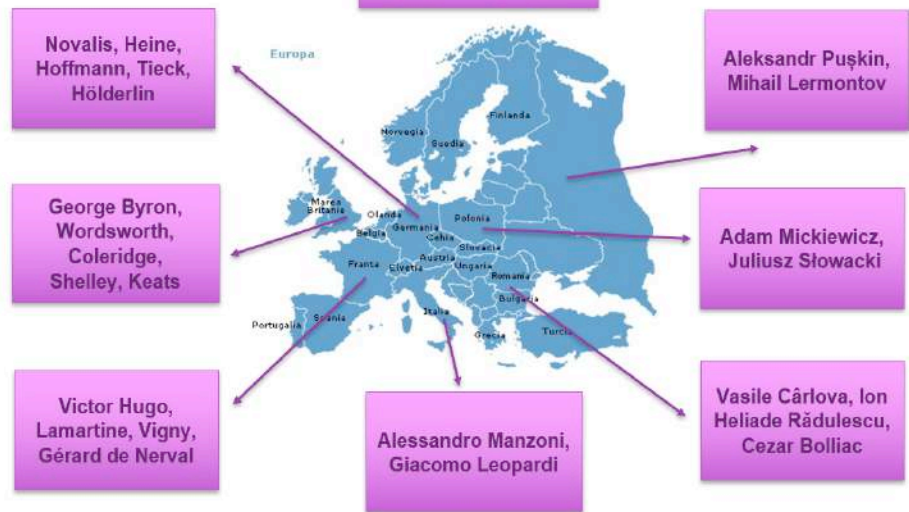 Novalis, Heine,
Hoffmann, Tieck,
Hölderlin
Europa
Aleksandr Pușkin,
Mihail Lermontov
George Byron,
Wordsworth,
Coleridge,
Shelley, Keats
Norvegia
Suedia
Finlanda
Marea
Britanie
Olanda
Belgia
Germania
Polonia
Cehia
Slovacia
Franta
Elvetia
Austria
Ungaria
Romania
Bulgaria
Italia
Spania
Portugalia
Grecia
Turcia
Adam Mickiewicz,
Juliusz Słowacki
Victor Hugo,
Lamartine, Vigny,
Gérard de Nerval
Alessandro Manzoni,
Giacomo Leopardi
Vasile Cârlova, Ion
Heliade Rădulescu,
Cezar Bolliac